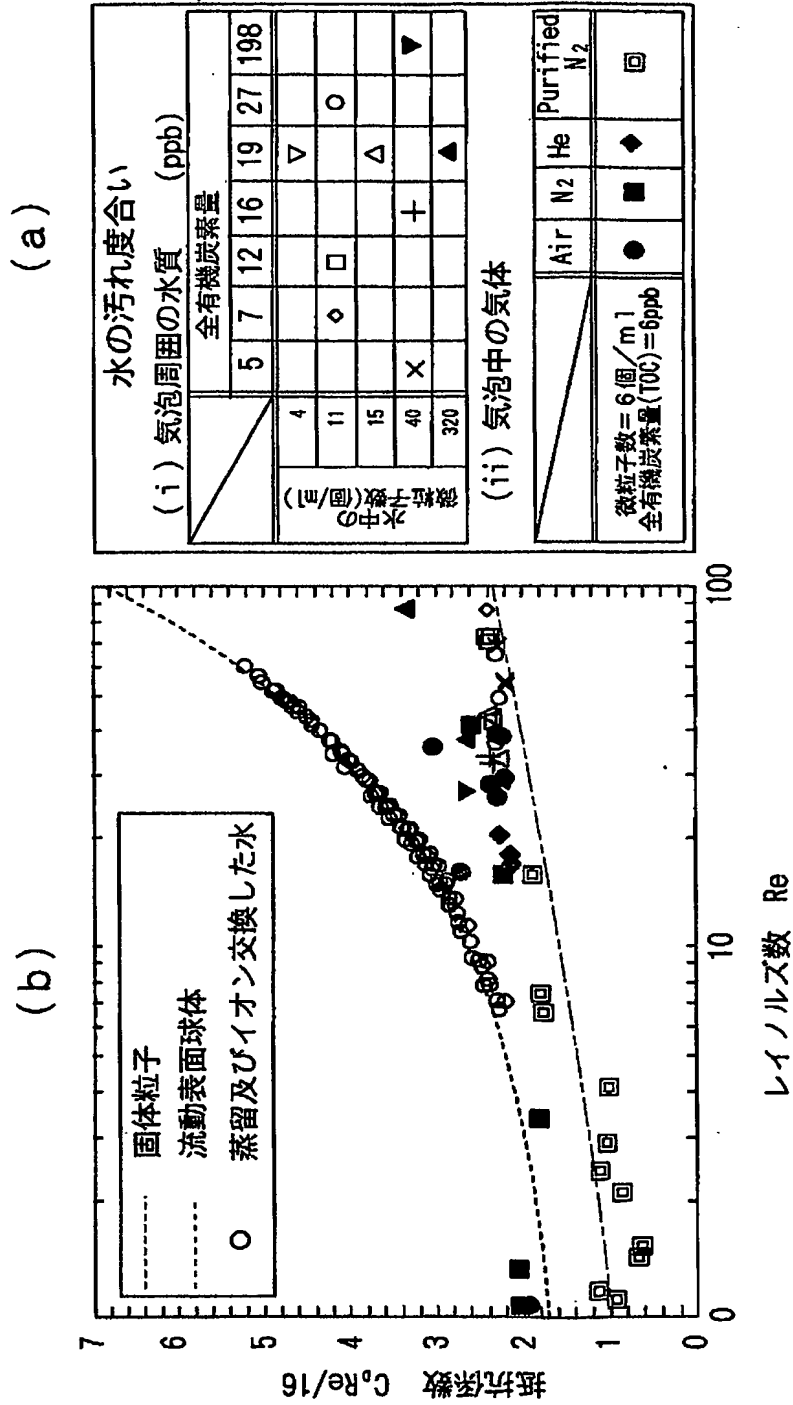 (a)
水の汚れ度合い
(i) 気泡周囲の水質 (ppb)
全有機炭素量
5 7 12 16 19 27 198
水中の
微粒子数(個/ml)
4
11
15
40
320
(ii) 気泡中の気体
Air N2 He Purified
N2
微粒子数=6個/ml
全有機炭素量(TOC)=6ppb
(b)
固体粒子
流動表面球体
蒸留及びイオン交換した水
抵抗係数 CDRe/16
7
6
5
4
3
2
1
0 10 100
レイノルズ数 Re